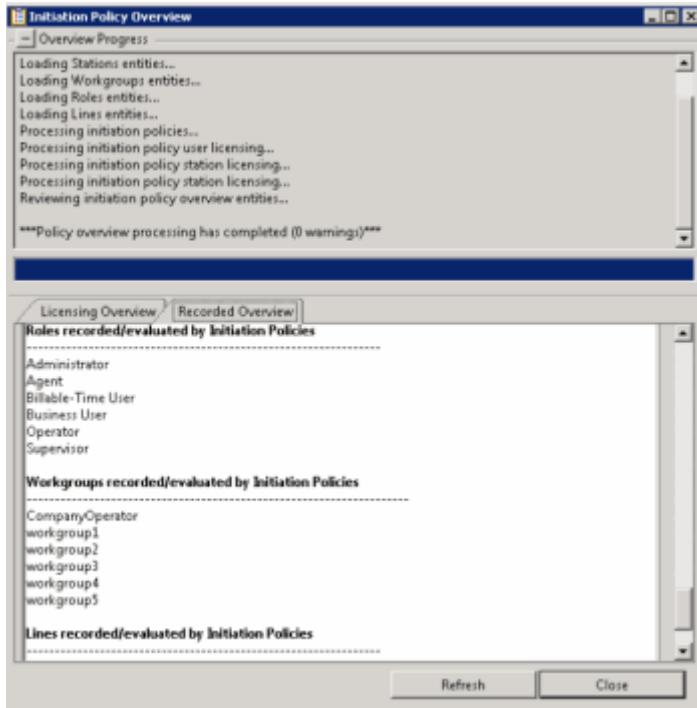 Initiation Policy Overview
Overview Progress
Loading Stations entities...
Loading Workgroups entities...
Loading Roles entities...
Loading Lines entities...
Processing initiation policies...
Processing initiation policy user licensing...
Processing initiation policy station licensing...
Processing initiation policy station licensing...
Reviewing initiation policy overview entities...
***Policy overview processing has completed (0 warnings)***
Licensing Overview Recorded Overview
Roles recorded/evaluated by Initiation Policies
--------------------------------------------------------------------------------
Administrator
Agent
Billable-Time User
Business User
Operator
Supervisor
Workgroups recorded/evaluated by Initiation Policies
--------------------------------------------------------------------------------------
CompanyOperator
workgroup1
workgroup2
workgroup3
workgroup4
workgroup5
Lines recorded/evaluated by Initiation Policies
--------------------------------------------------------------------------------
Refresh Close